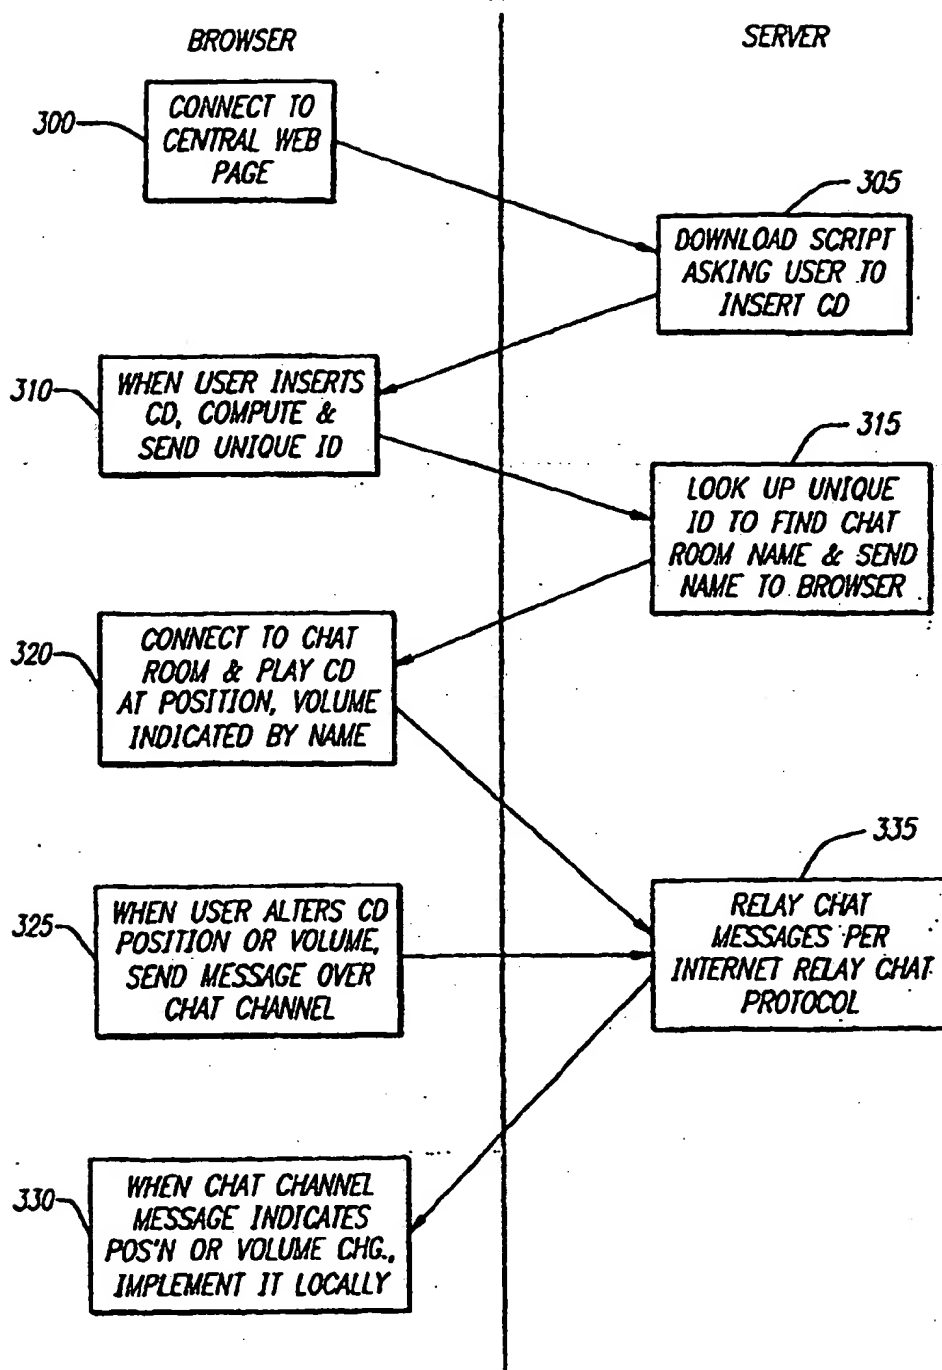 BROWSER
SERVER
300
CONNECT TO
CENTRAL WEB
PAGE
305
DOWNLOAD SCRIPT
ASKING USER TO
INSERT CD
310
WHEN USER INSERTS
CD, COMPUTE &
SEND UNIQUE ID
315
LOOK UP UNIQUE
ID TO FIND CHAT
ROOM NAME & SEND
NAME TO BROWSER
320
CONNECT TO CHAT
ROOM & PLAY CD
AT POSITION, VOLUME
INDICATED BY NAME
325
WHEN USER ALTERS CD
POSITION OR VOLUME,
SEND MESSAGE OVER
CHAT CHANNEL
335
RELAY CHAT
MESSAGES PER
INTERNET RELAY CHAT
PROTOCOL
330
WHEN CHAT CHANNEL
MESSAGE INDICATES
POS'N OR VOLUME CHG.,
IMPLEMENT IT LOCALLY